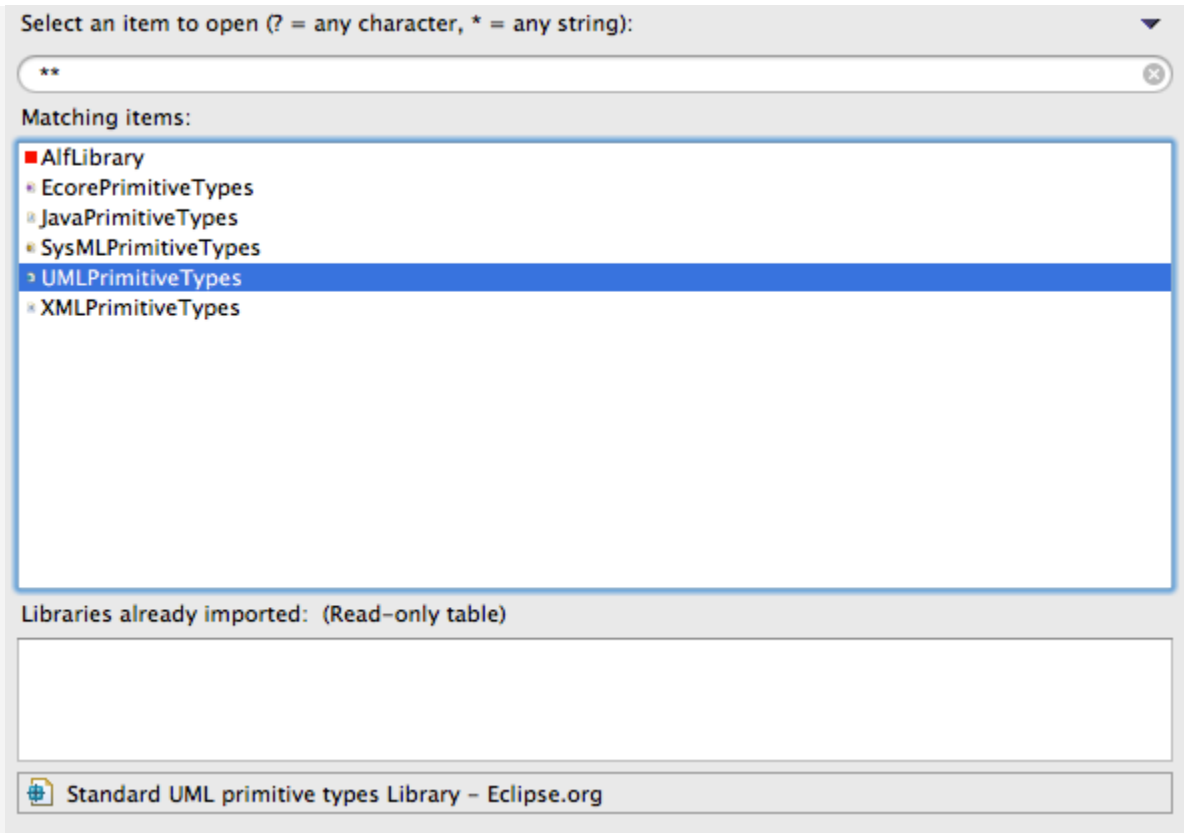 Select an item to open (? = any character, * = any string):
**
Matching items:
AlfLibrary
EcorePrimitiveTypes
JavaPrimitiveTypes
SysMLPrimitiveTypes
UMLPrimitiveTypes
XMLPrimitiveTypes
Libraries already imported: (Read-only table)
Standard UML primitive types Library - Eclipse.org